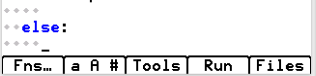 else:
Fns… a A # Tools Run Files